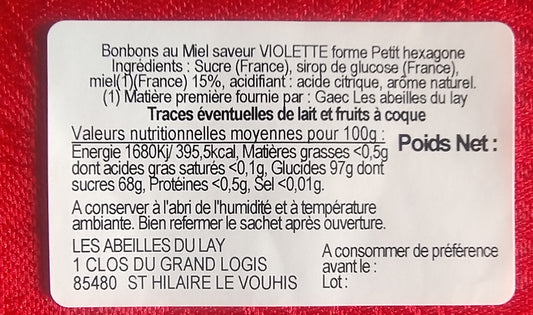 Bonbons au Miel saveur VIOLETTE forme Petit hexagone
Ingrédients : Sucre (France), sirop de glucose (France),
miel(1)(France) 15%, acidifiant : acide citrique, arôme naturel.
(1) Matière première fournie par : Gaec Les abeilles du lay
Traces éventuelles de lait et fruits à coque
Valeurs nutritionnelles moyennes pour 100g :
Energie 1680Kj/ 395,5kcal, Matières grasses <0,5g
dont acides gras saturés <0,1g, Glucides 97g dont
sucres 68g, Protéines <0,5g, Sel <0,01g.
Poids Net :
A conserver à l'abri de l'humidité et à température
ambiante. Bien refermer le sachet après ouverture.
LES ABEILLES DU LAY
1 CLOS DU GRAND LOGIS
85480 ST HILAIRE LE VOUHIS
A consommer de préférence
avant le :
Lot :